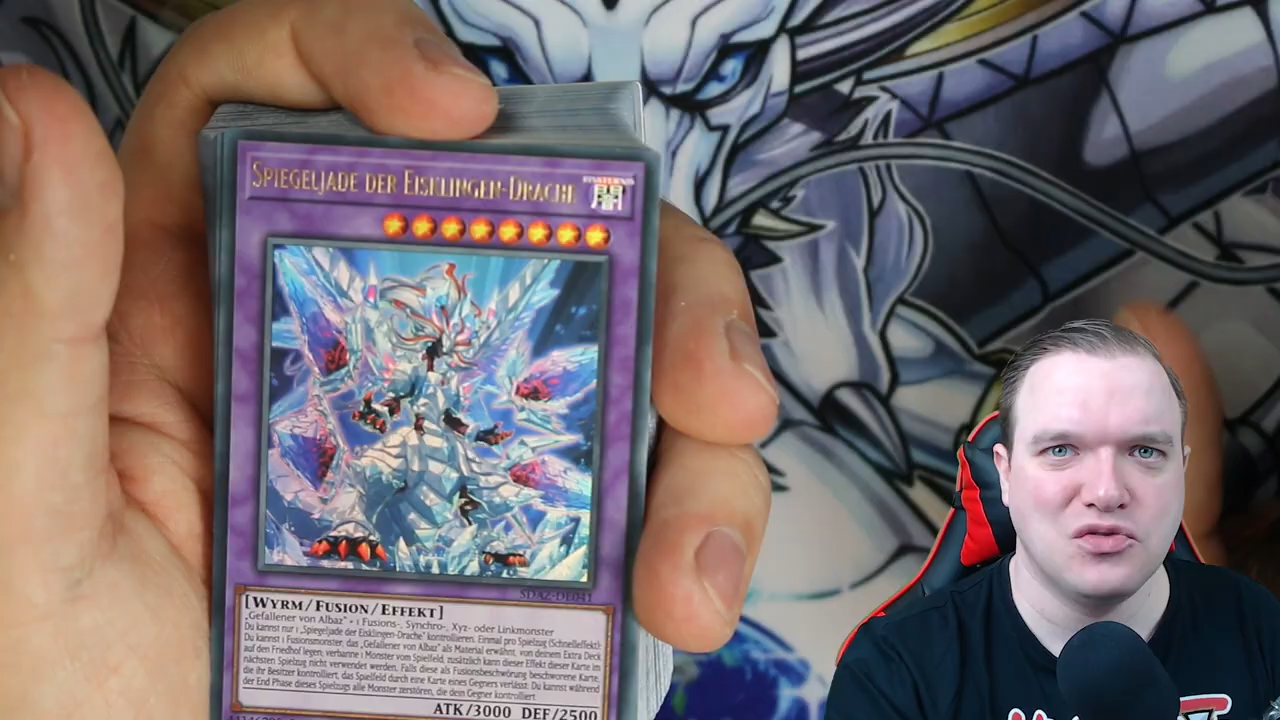 SPIEGELJADE DER EISKLINGEN-DRACHE
FINSTERNIS
SDAZ-DE041
[WYRM/FUSION/EFFEKT]
„Gefallener von Albaz" + 1 Fusions-, Synchro-, Xyz- oder Linkmonster
Du kannst nur 1 „Spiegeljade der Eisklingen-Drache" kontrollieren. Einmal pro Spielzug (Schnelleffekt):
Du kannst 1 Fusionsmonster, das „Gefallener von Albaz" als Material erwähnt, von deinem Extra Deck
auf den Friedhof legen; verbanne 1 Monster vom Spielfeld, zusätzlich kann dieser Effekt dieser Karte im
nächsten Spielzug nicht verwendet werden. Falls diese als Fusionsbeschwörung beschworene Karte,
die ihr Besitzer kontrolliert, das Spielfeld durch eine Karte eines Gegners verlässt: Du kannst während
der End Phase dieses Spielzugs alle Monster zerstören, die dein Gegner kontrolliert
ATK/3000 DEF/2500